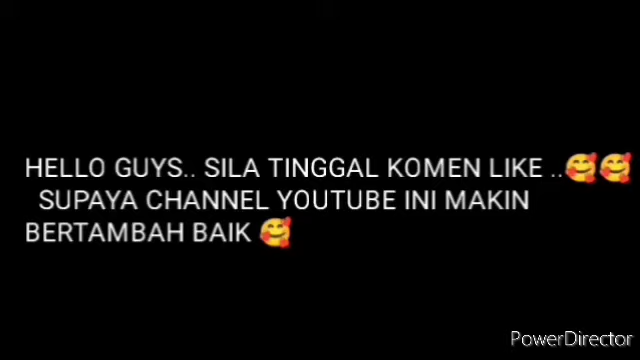 HELLO GUYS.. SILA TINGGAL KOMEN LIKE ..🥰🥰
SUPAYA CHANNEL YOUTUBE INI MAKIN
BERTAMBAH BAIK 🥰
PowerDirector